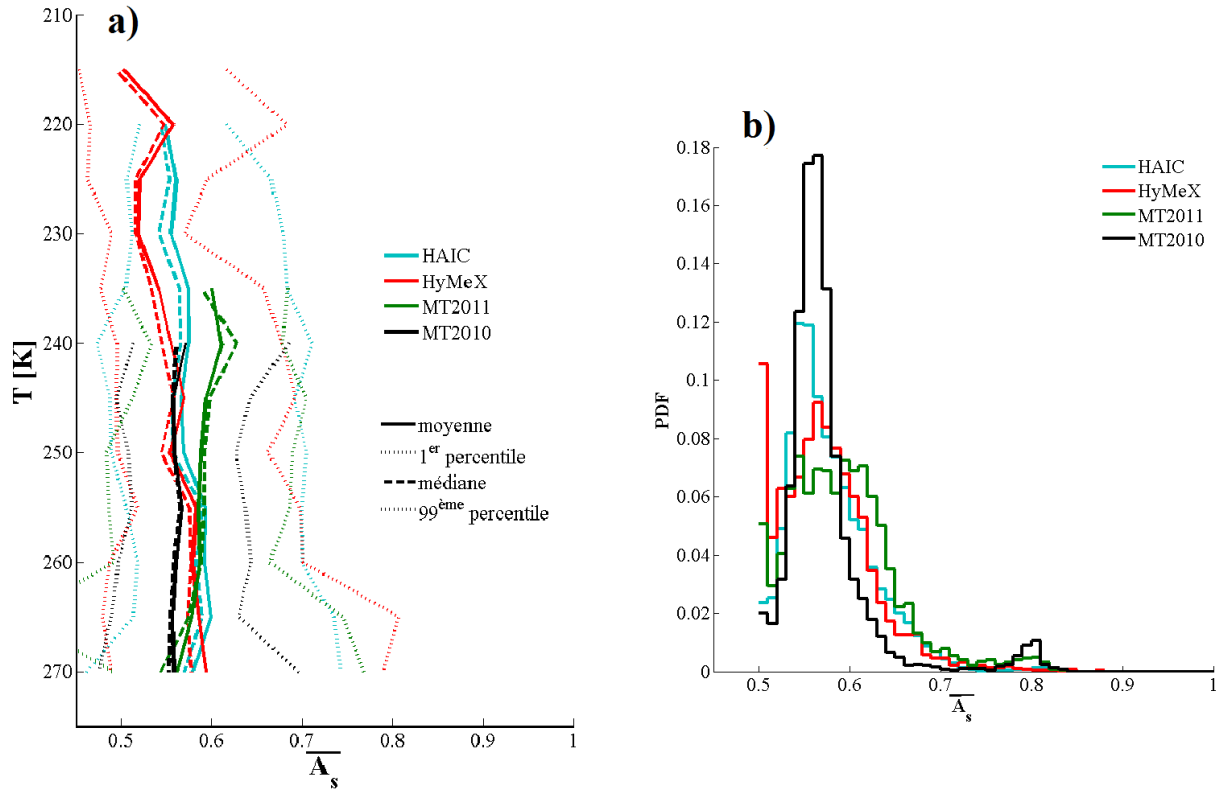 a)
210
220
230
240
250
260
270
T [K]
0.5
0.6
0.7
0.8
0.9
1
A̅s
HAIC
HyMeX
MT2011
MT2010
moyenne
1er percentile
médiane
99ème percentile
b)
0.18
0.16
0.14
0.12
0.1
0.08
0.06
0.04
0.02
0
PDF
0.5
0.6
0.7
0.8
0.9
1
A̅s
HAIC
HyMeX
MT2011
MT2010